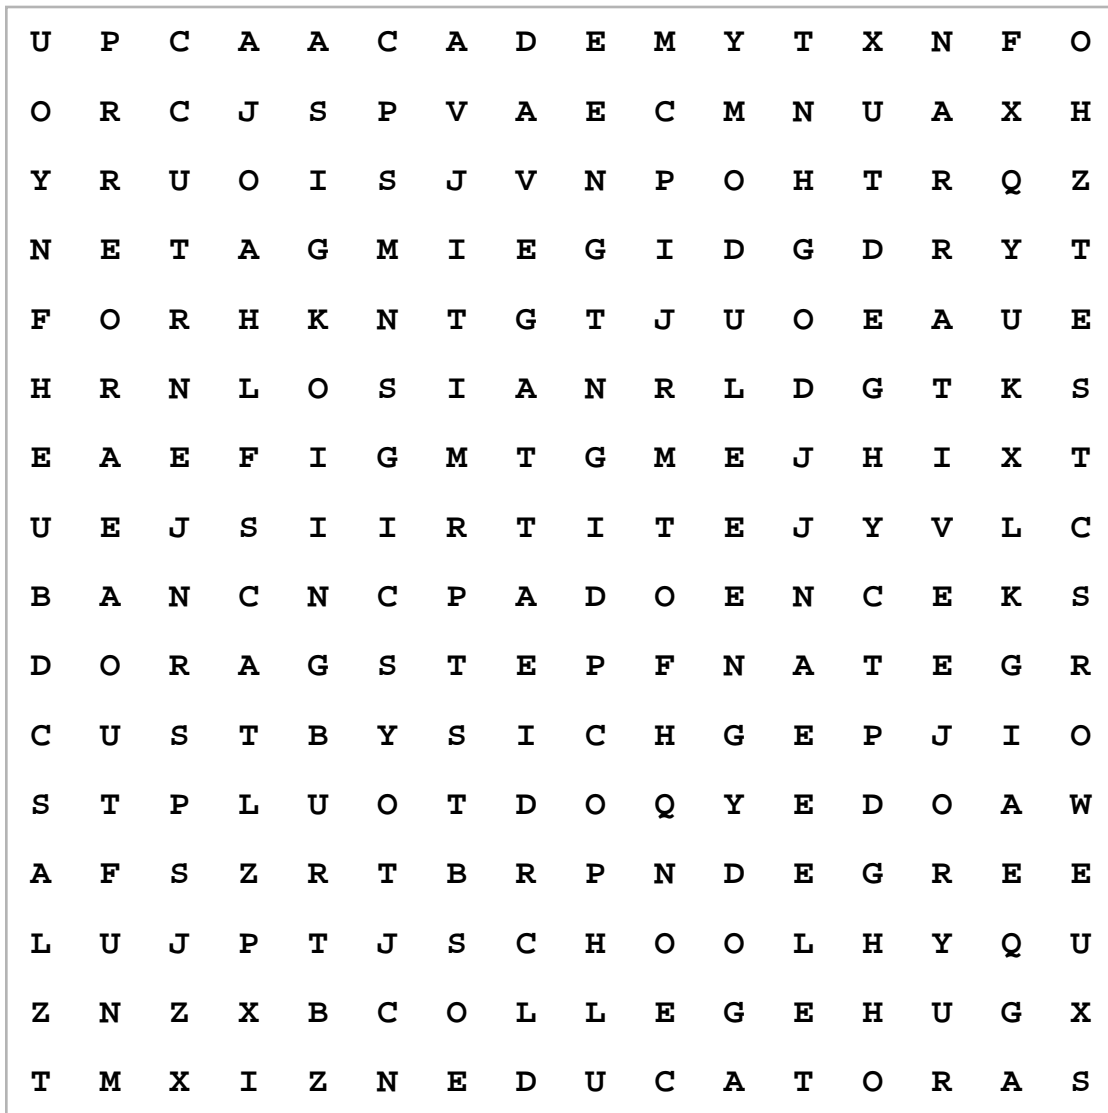 U P C A A C A D E M Y T X N F O
O R C J S P V A E C M N U A X H
Y R U O I S J V N P O H T R Q Z
N E T A G M I E G I D G D R Y T
F O R H K N T G T J U O E A U E
H R N L O S I A N R L D G T K S
E A E F I G M T G M E J H I X T
U E J S I I R T I T E J Y V L C
B A N C N C P A D O E N C E K S
D O R A G S T E P F N A T E G R
C U S T B Y S I C H G E P J I O
S T P L U O T D O Q Y E D O A W
A F S Z R T B R P N D E G R E E
L U J P T J S C H O O L H Y Q U
Z N Z X B C O L L E G E H U G X
T M X I Z N E D U C A T O R A S